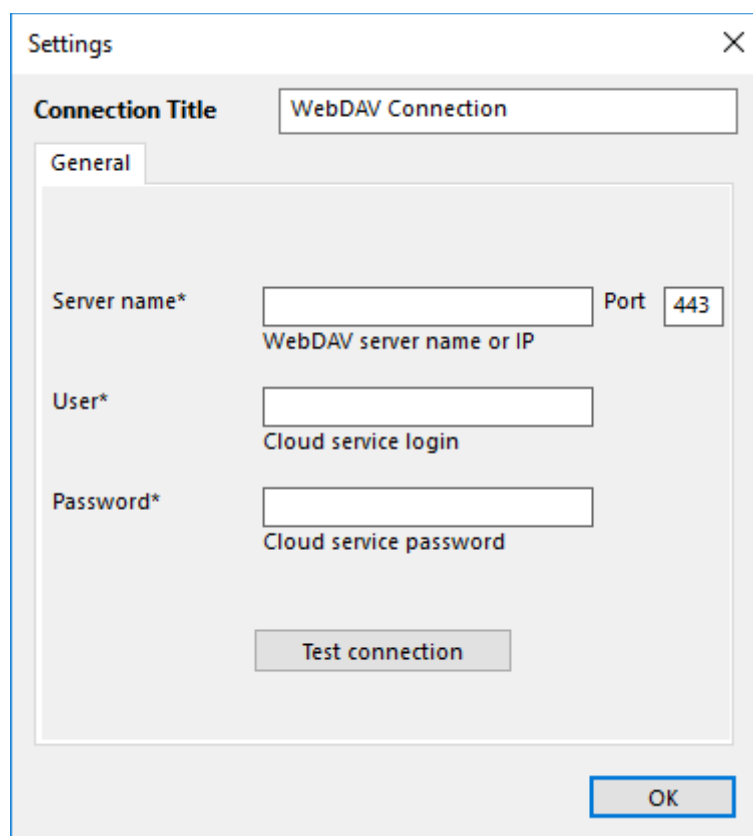 Settings
Connection Title WebDAV Connection
General
Server name* Port 443
WebDAV server name or IP
User*
Cloud service login
Password*
Cloud service password
Test connection
OK